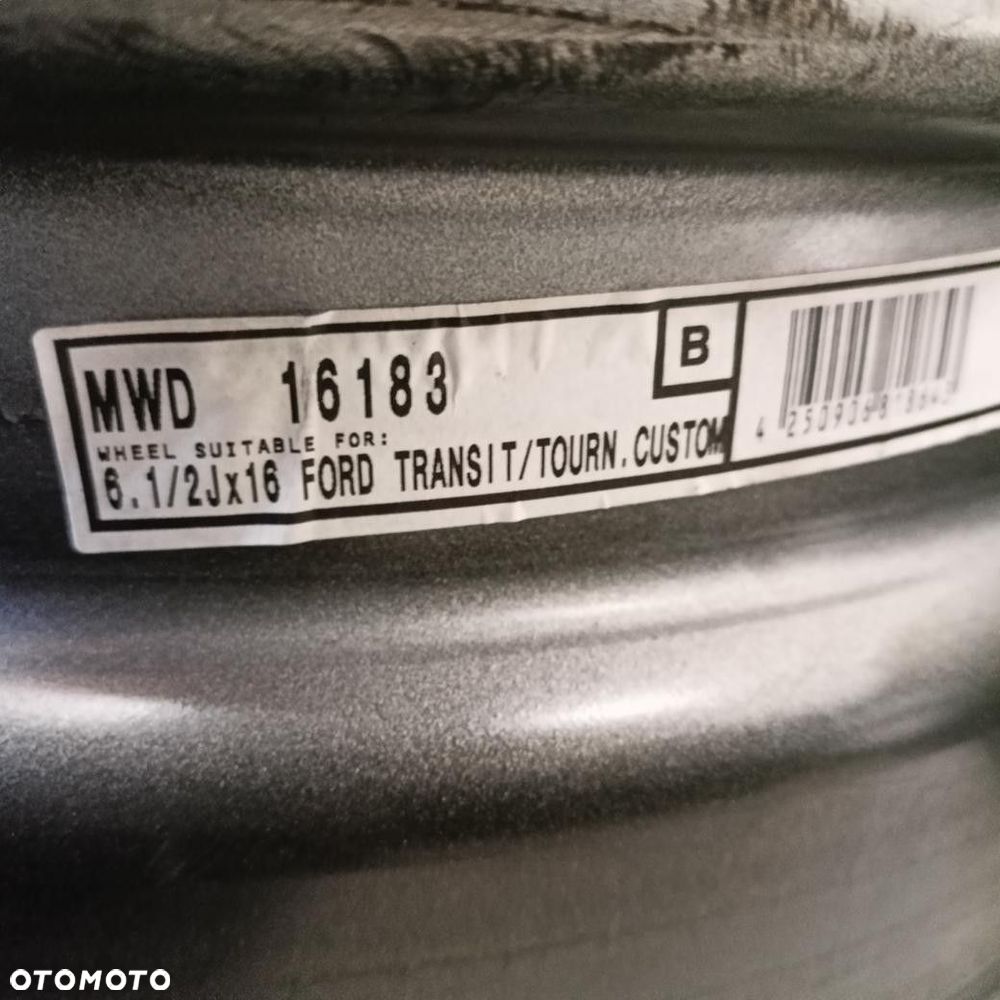 MWD 16183
B
WHEEL SUITABLE FOR:
6.1/2Jx16 FORD TRANSIT/TOURN.CUSTOM
OTOMOTO